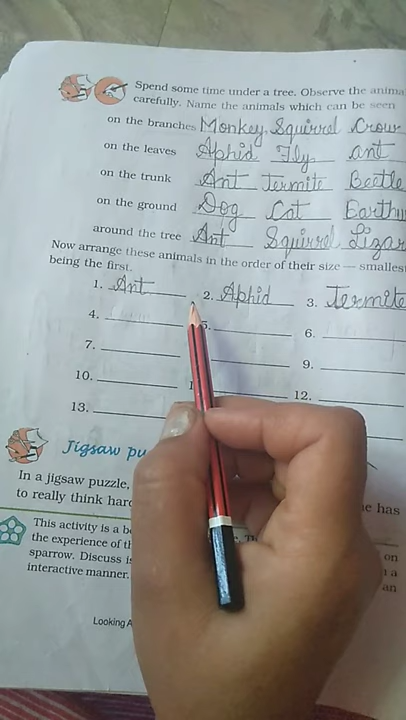 Spend some time under a tree. Observe the anima
carefully. Name the animals which can be seen
on the branches Monkey, Squirrel Crow
on the leaves Aphid Fly, ant
on the trunk Ant Termite Beetle
on the ground Dog Cat Earthw
around the tree Ant Squirrel Lizar
Now arrange these animals in the order of their size — smallest
being the first.
1. Ant 2. Aphid 3. Termite
4. 5. 6.
7. 9.
10. 12.
13.
Jigsaw pu
In a jigsaw puzzle, e has
to really think hard
This activity is a b on
the experience of th
sparrow. Discuss i an
interactive manner.
Looking A